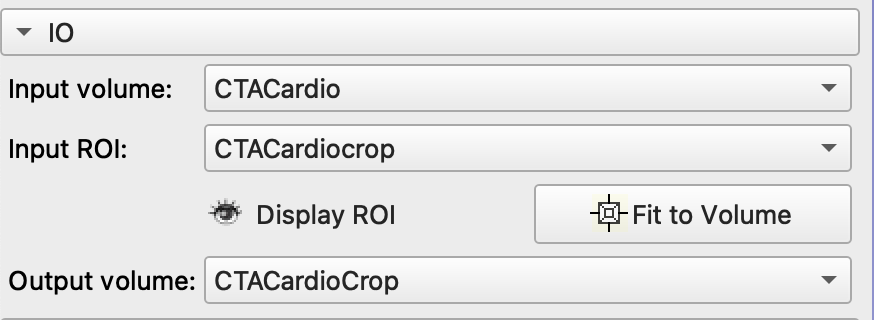 IO
Input volume: CTACardio
Input ROI: CTACardiocrop
Display ROI Fit to Volume
Output volume: CTACardioCrop